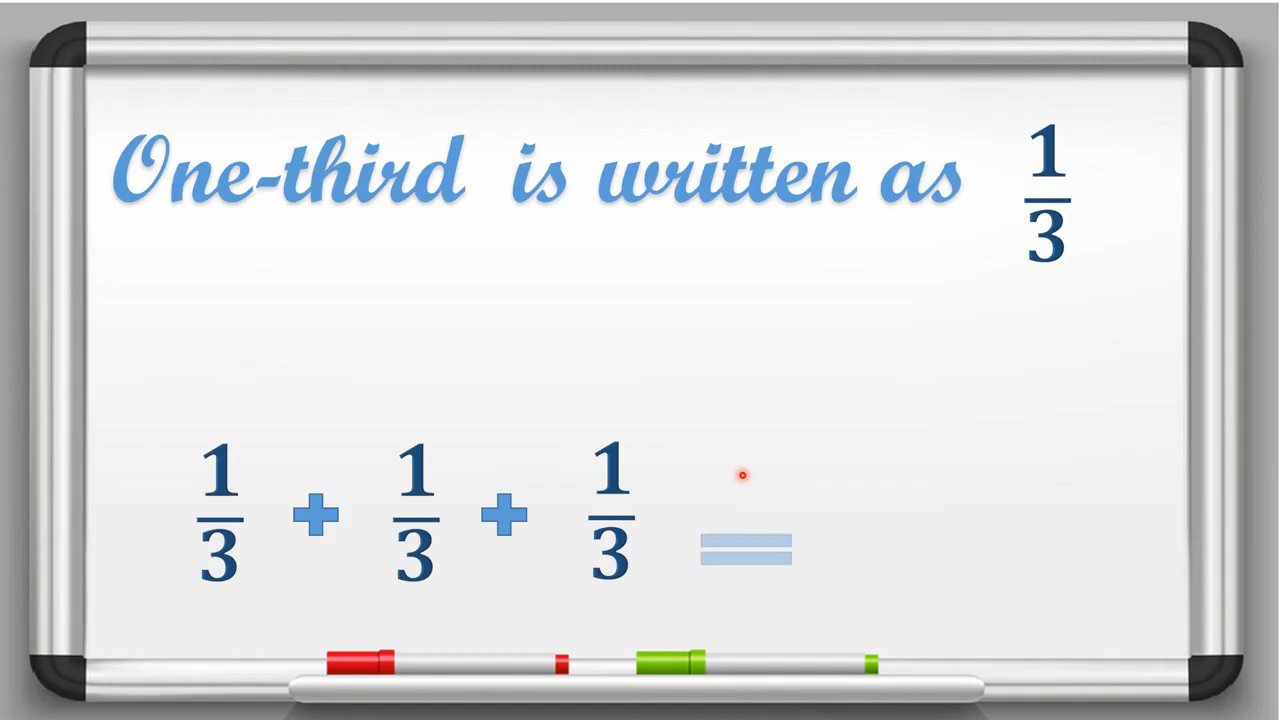 One-third is written as 1/3
1/3 + 1/3 + 1/3 =